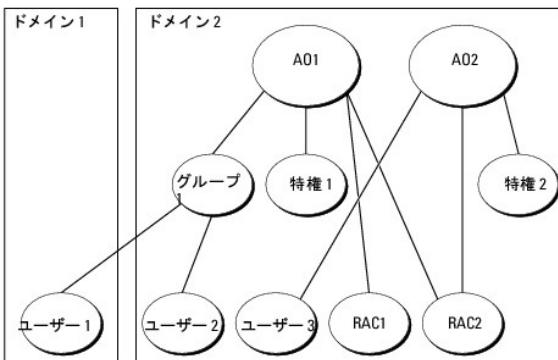 ドメイン1
ドメイン2
AO1
AO2
グループ
1
特権1
特権2
ユーザー1
ユーザー2
ユーザー3
RAC1
RAC2